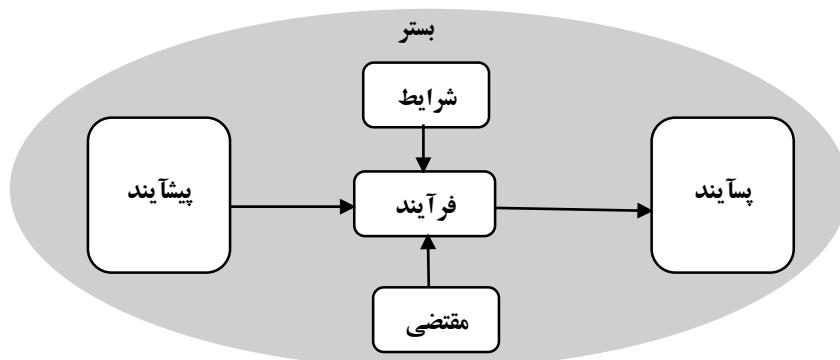 بستر
شرایط
پیشآیند
فرآیند
پسآیند
مقتضی